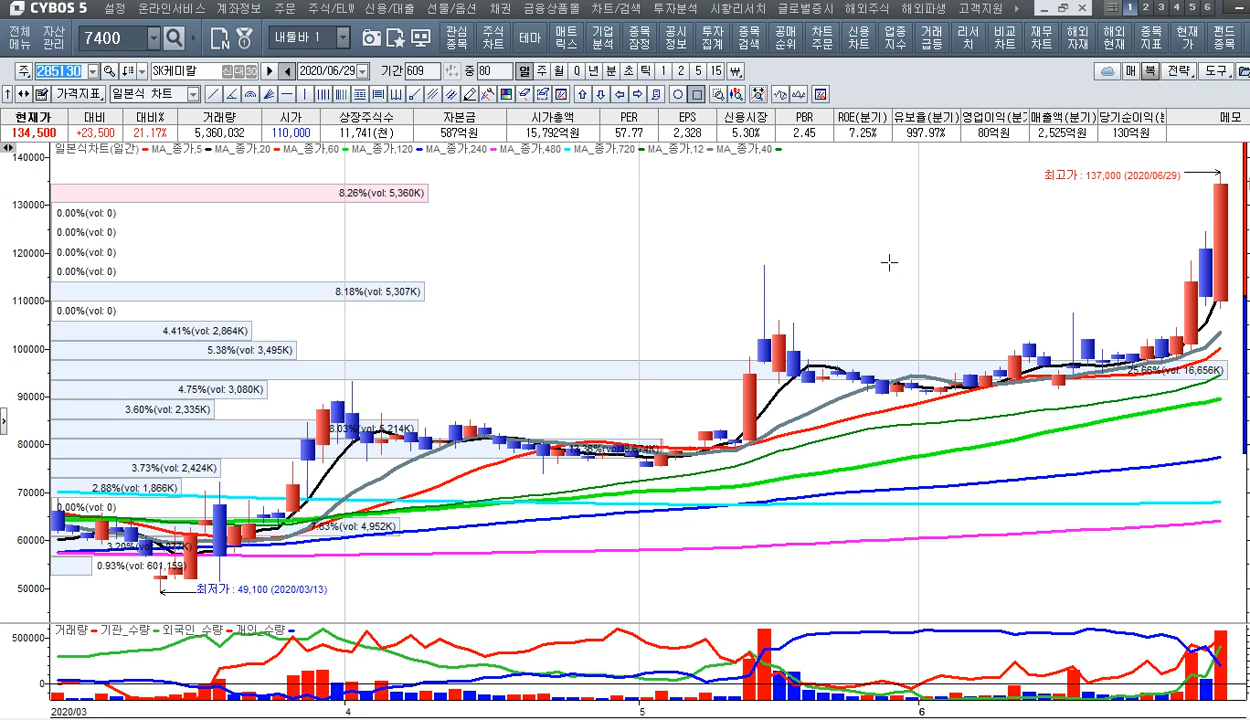 CYBOS 5 설정 온라인서비스 계좌정보 주문 주식/ELW 신용/대출 선물/옵션 채권 금융상품몰 차트/검색 투자분석 시황리서치 글로벌증시 해외주식 해외파생 고객지원 1 2 3 4 5 6
전체메뉴 자산관리 7400 내툴바 1 관심종목 주식차트 테마 매트릭스 기업분석 종목잠정 공시정보 투자집계 종목검색 공매순위 차트주문 신용차트 업종지수 거래급등 리서치 비교차트 재무차트 해외자재 해외현재 종목지표 현재가 펀드종목
주 285130 SK케미칼 신 대 30 2020/06/29 기간 609 중 80 일 주 월 Q 년 분 초 틱 1 2 5 15 ₩ 매 복 전략 도구
가격지표 일본식 차트
현재가 대비 대비% 거래량 시가 상장주식수 자본금 시가총액 PER EPS 신용시장 PBR ROE(분기) 유보율(분기) 영업이익(분기 매출액(분기) 당기순이익(분 메모
134,500 +23,500 21.17% 5,360,032 110,000 11,741(천) 587억원 15,792억원 57.77 2,328 5.30% 2.45 7.25% 997.97% 80억원 2,525억원 130억원
일본식차트(일간) MA_종가,5 MA_종가,20 MA_종가,60 MA_종가,120 MA_종가,240 MA_종가,480 MA_종가,720 MA_종가,12 MA_종가,40
140000
최고가 : 137,000 (2020/06/29)
8.26%(vol: 5,360K)
130000
0.00%(vol: 0)
0.00%(vol: 0)
120000
0.00%(vol: 0)
0.00%(vol: 0)
8.18%(vol: 5,307K)
110000
0.00%(vol: 0)
4.41%(vol: 2,864K)
100000
5.38%(vol: 3,495K)
25.66%(vol: 16,656K)
90000
4.75%(vol: 3,080K)
3.60%(vol: 2,335K)
8.03%(vol: 5,214K)
80000
3.73%(vol: 2,424K)
70000
2.88%(vol: 1,866K)
0.00%(vol: 0)
7.63%(vol: 4,952K)
60000
0.93%(vol: 601,159)
50000
최저가 : 49,100 (2020/03/13)
거래량 기관_수량 외국인_수량 개인_수량
500000
0
2020/03 4 5 6